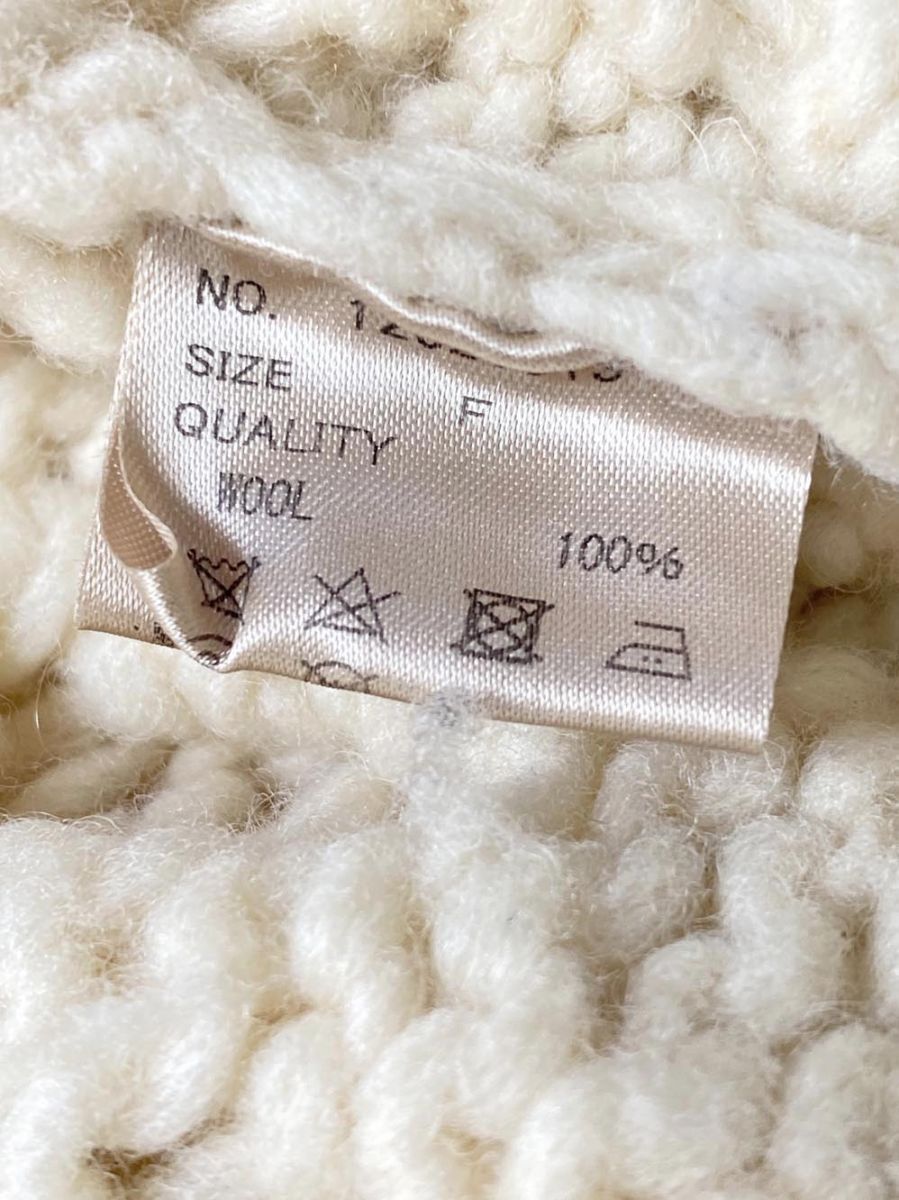 NO.
SIZE F
QUALITY
WOOL 100%